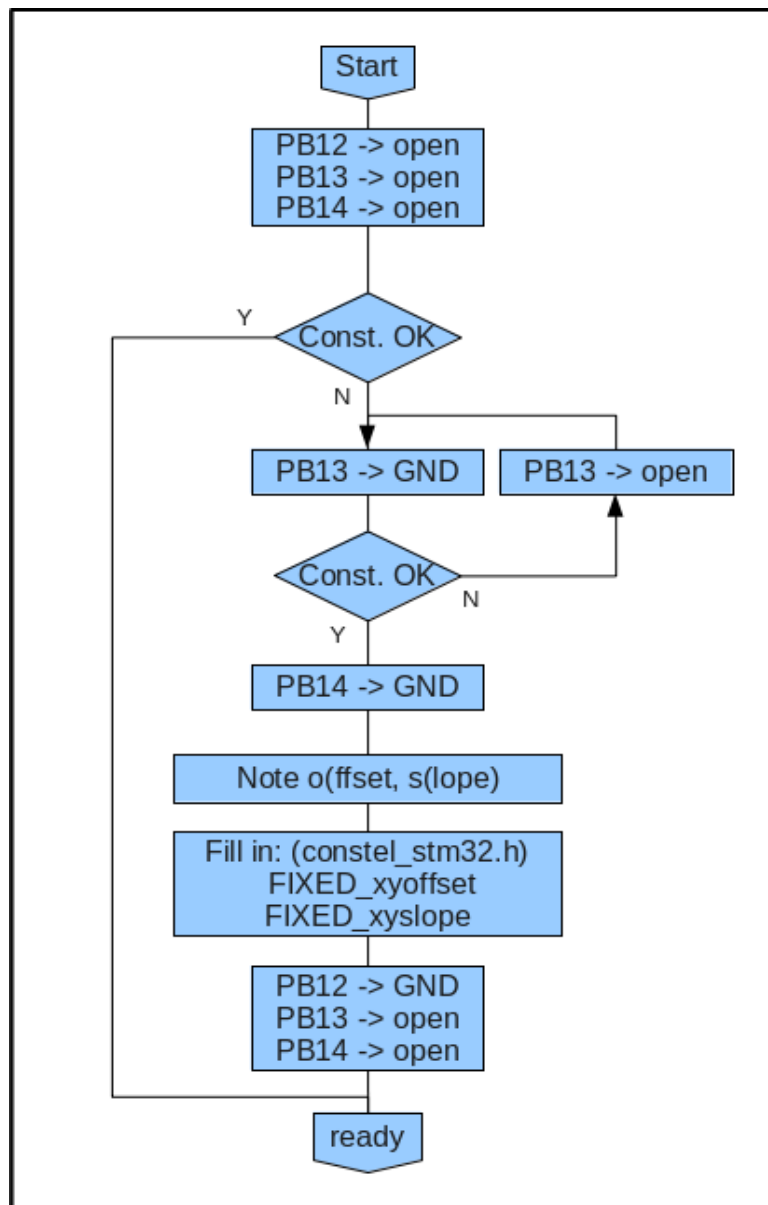 Start
PB12 -> open
PB13 -> open
PB14 -> open
Y
Const. OK
N
PB13 -> GND
PB13 -> open
Const. OK
N
Y
PB14 -> GND
Note o(ffset, s(lope)
Fill in: (constel_stm32.h)
FIXED_xyoffset
FIXED_xyslope
PB12 -> GND
PB13 -> open
PB14 -> open
ready